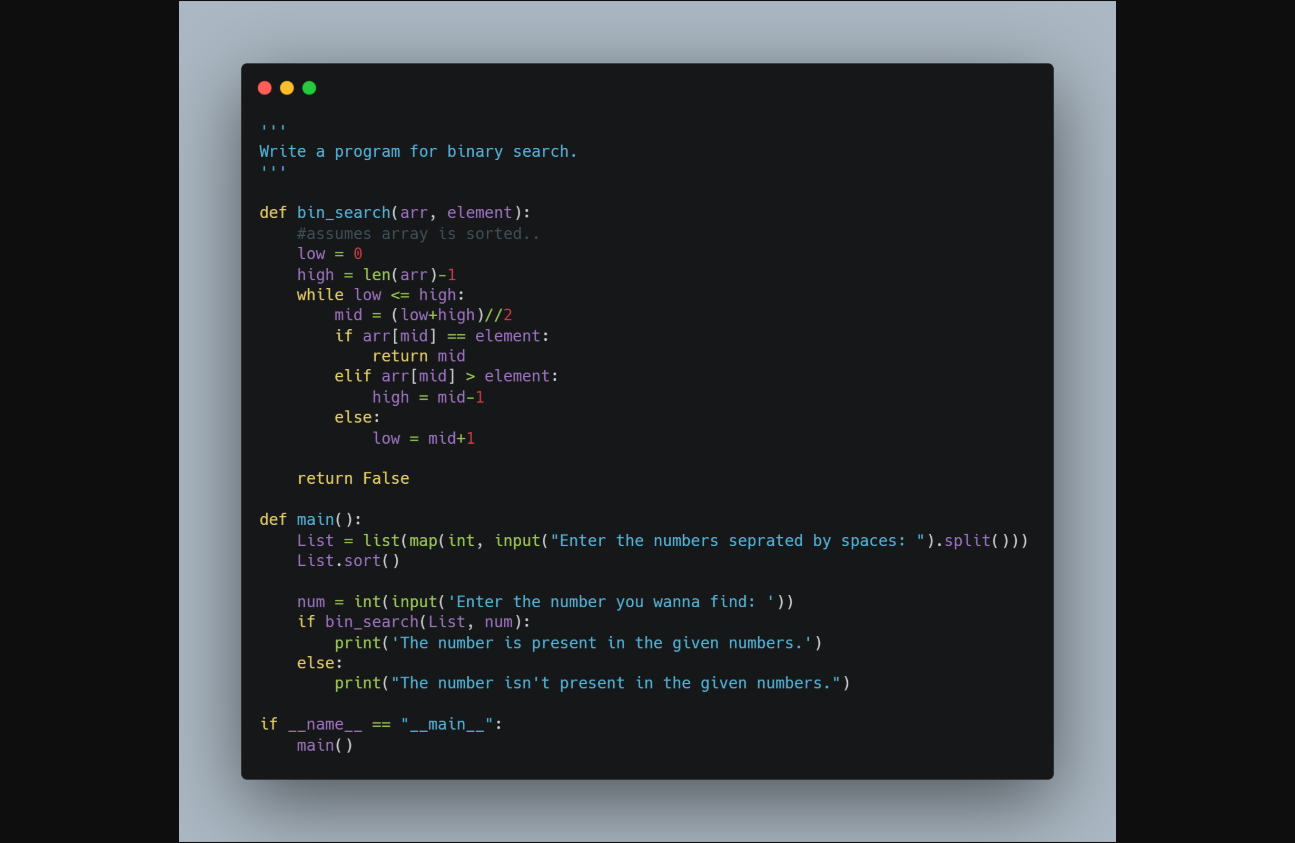 '''
Write a program for binary search.
'''
def bin_search(arr, element):
    #assumes array is sorted..
    low = 0
    high = len(arr)-1
    while low <= high:
        mid = (low+high)//2
        if arr[mid] == element:
            return mid
        elif arr[mid] > element:
            high = mid-1
        else:
            low = mid+1
    return False
def main():
    List = list(map(int, input("Enter the numbers seprated by spaces: ").split()))
    List.sort()
    num = int(input('Enter the number you wanna find: '))
    if bin_search(List, num):
        print('The number is present in the given numbers.')
    else:
        print("The number isn't present in the given numbers.")
if __name__ == "__main__":
    main()